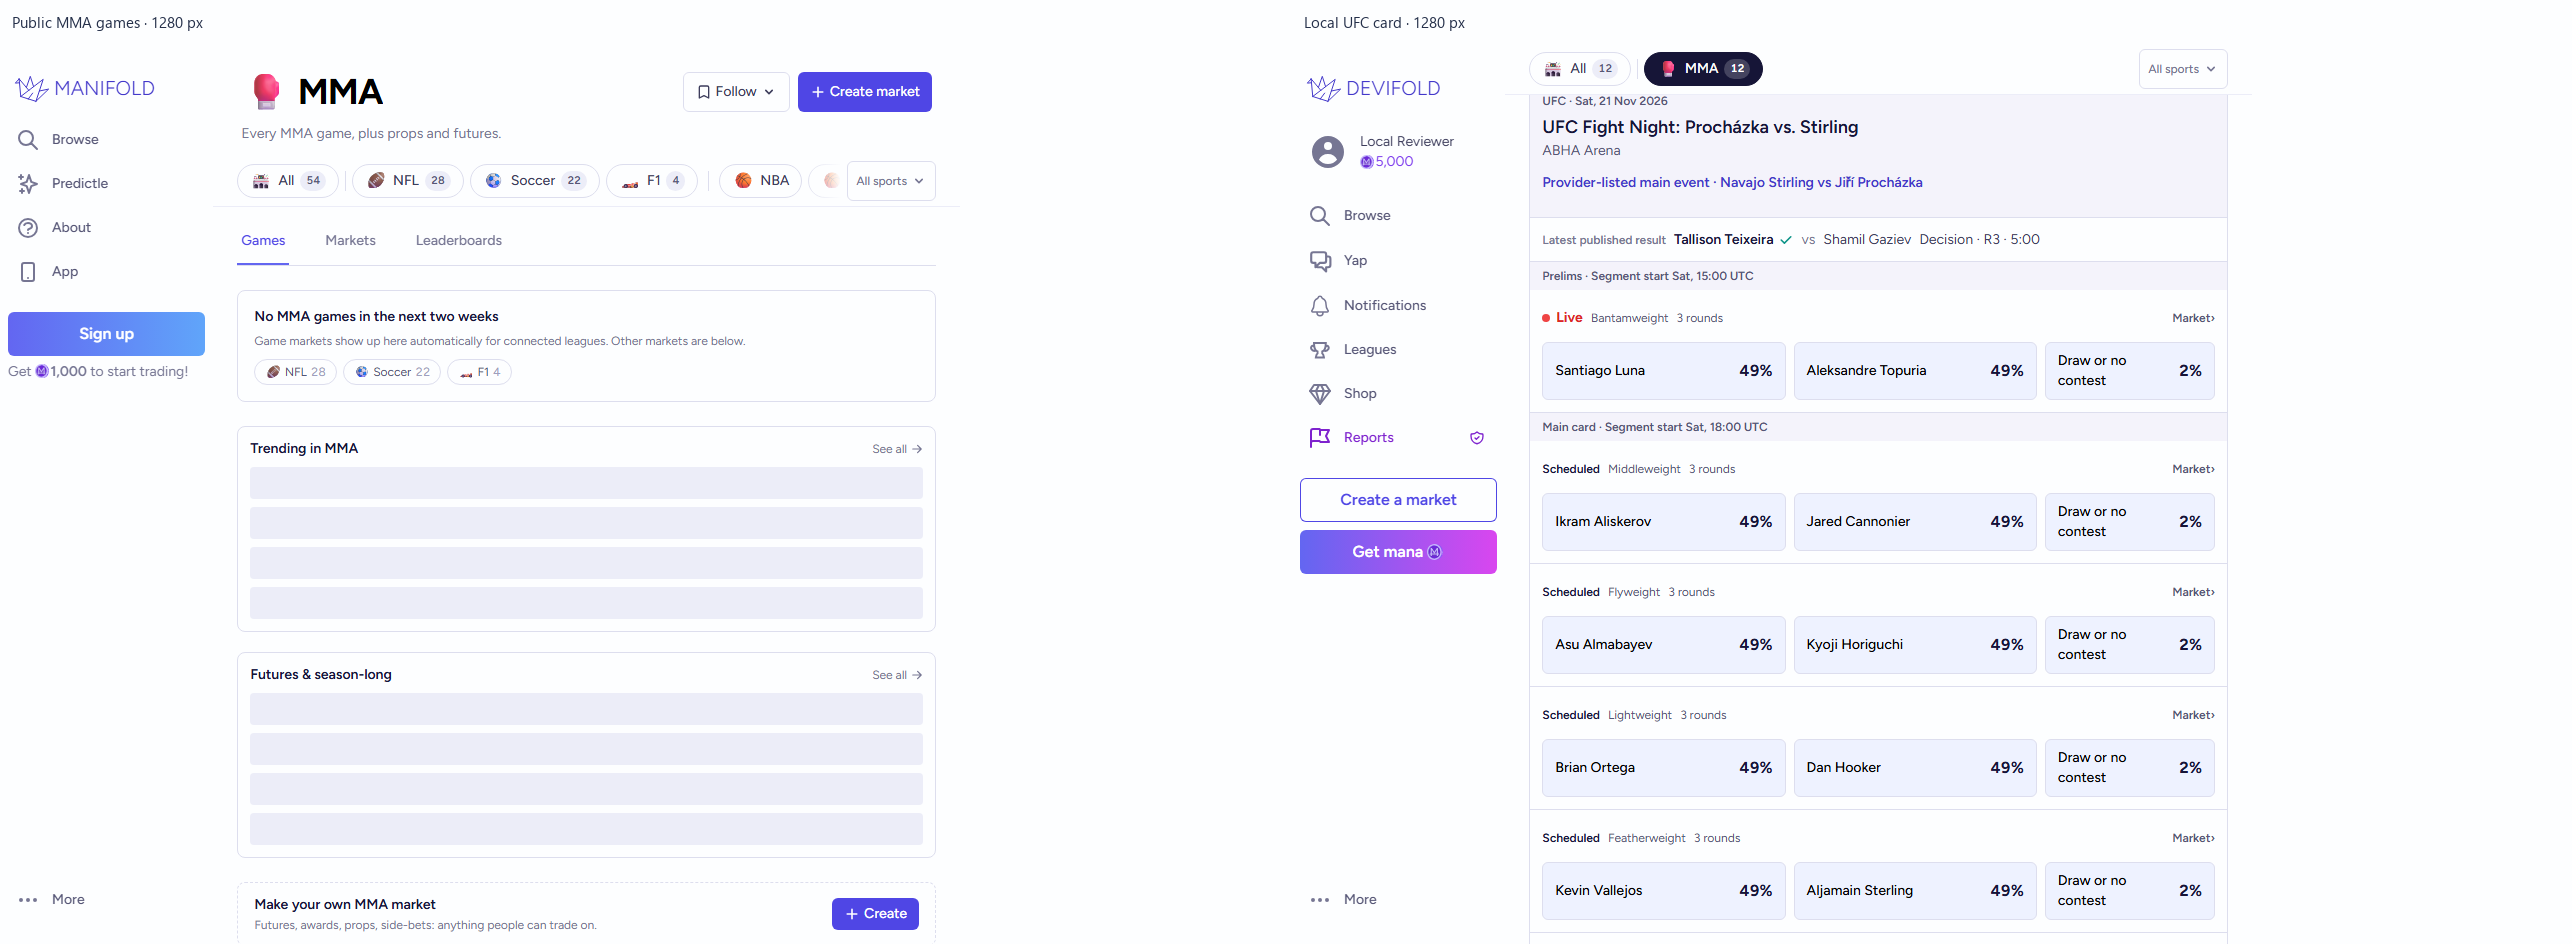 Public MMA games · 1280 px
MANIFOLD
Browse
Predictle
About
App
Sign up
Get M1,000 to start trading!
More
MMA
Follow
+ Create market
Every MMA game, plus props and futures.
All 54
NFL 28
Soccer 22
F1 4
NBA
All sports
Games
Markets
Leaderboards
No MMA games in the next two weeks
Game markets show up here automatically for connected leagues. Other markets are below.
NFL 28
Soccer 22
F1 4
Trending in MMA
See all →
Futures & season-long
See all →
Make your own MMA market
Futures, awards, props, side-bets: anything people can trade on.
+ Create
Local UFC card · 1280 px
DEVIFOLD
Local Reviewer
M5,000
Browse
Yap
Notifications
Leagues
Shop
Reports
Create a market
Get mana M
More
All 12
MMA 12
All sports
UFC · Sat, 21 Nov 2026
UFC Fight Night: Procházka vs. Stirling
ABHA Arena
Provider-listed main event · Navajo Stirling vs Jiří Procházka
Latest published result Tallison Teixeira ✓ vs Shamil Gaziev Decision · R3 · 5:00
Prelims · Segment start Sat, 15:00 UTC
Live Bantamweight 3 rounds Market›
Santiago Luna 49%
Aleksandre Topuria 49%
Draw or no
contest
2%
Main card · Segment start Sat, 18:00 UTC
Scheduled Middleweight 3 rounds Market›
Ikram Aliskerov 49%
Jared Cannonier 49%
Draw or no
contest
2%
Scheduled Flyweight 3 rounds Market›
Asu Almabayev 49%
Kyoji Horiguchi 49%
Draw or no
contest
2%
Scheduled Lightweight 3 rounds Market›
Brian Ortega 49%
Dan Hooker 49%
Draw or no
contest
2%
Scheduled Featherweight 3 rounds Market›
Kevin Vallejos 49%
Aljamain Sterling 49%
Draw or no
contest
2%